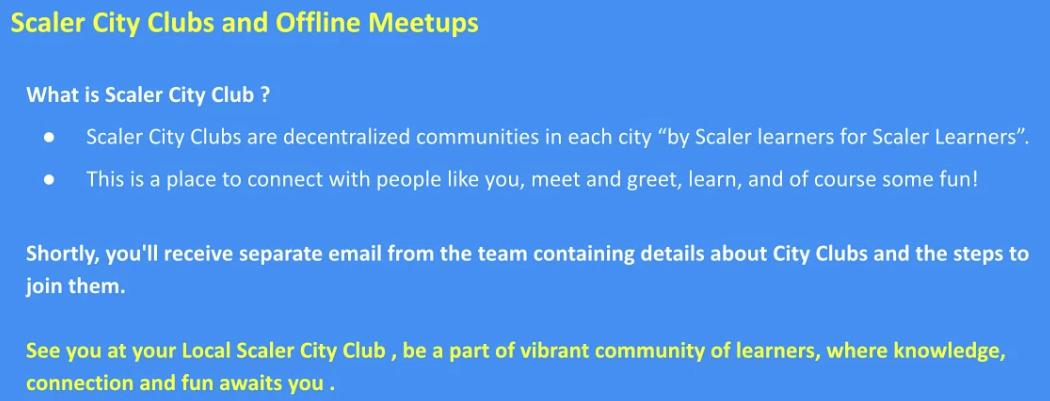 Scaler City Clubs and Offline Meetups
What is Scaler City Club ?
● Scaler City Clubs are decentralized communities in each city “by Scaler learners for Scaler Learners”.
● This is a place to connect with people like you, meet and greet, learn, and of course some fun!
Shortly, you'll receive separate email from the team containing details about City Clubs and the steps to
join them.
See you at your Local Scaler City Club , be a part of vibrant community of learners, where knowledge,
connection and fun awaits you .